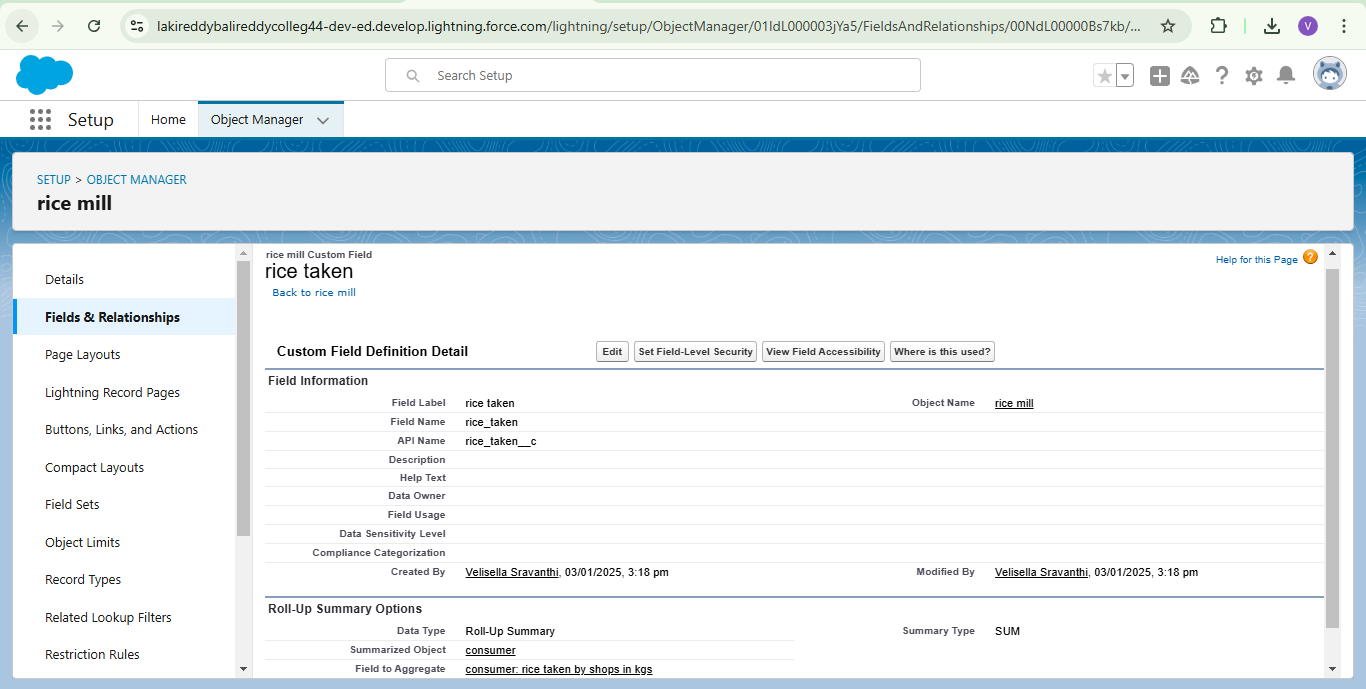 lakireddybalireddycolleg44-dev-ed.develop.lightning.force.com/lightning/setup/ObjectManager/01IdL000003jYa5/FieldsAndRelationships/00NdL00000Bs7kb/...
V
Search Setup
Setup
Home
Object Manager
SETUP > OBJECT MANAGER
rice mill
Details
Fields & Relationships
Page Layouts
Lightning Record Pages
Buttons, Links, and Actions
Compact Layouts
Field Sets
Object Limits
Record Types
Related Lookup Filters
Restriction Rules
rice mill Custom Field
rice taken
Back to rice mill
Help for this Page ?
Custom Field Definition Detail
Edit
Set Field-Level Security
View Field Accessibility
Where is this used?
Field Information
Field Label rice taken
Object Name rice mill
Field Name rice_taken
API Name rice_taken__c
Description
Help Text
Data Owner
Field Usage
Data Sensitivity Level
Compliance Categorization
Created By Velisella Sravanthi, 03/01/2025, 3:18 pm
Modified By Velisella Sravanthi, 03/01/2025, 3:18 pm
Roll-Up Summary Options
Data Type Roll-Up Summary
Summary Type SUM
Summarized Object consumer
Field to Aggregate consumer: rice taken by shops in kgs